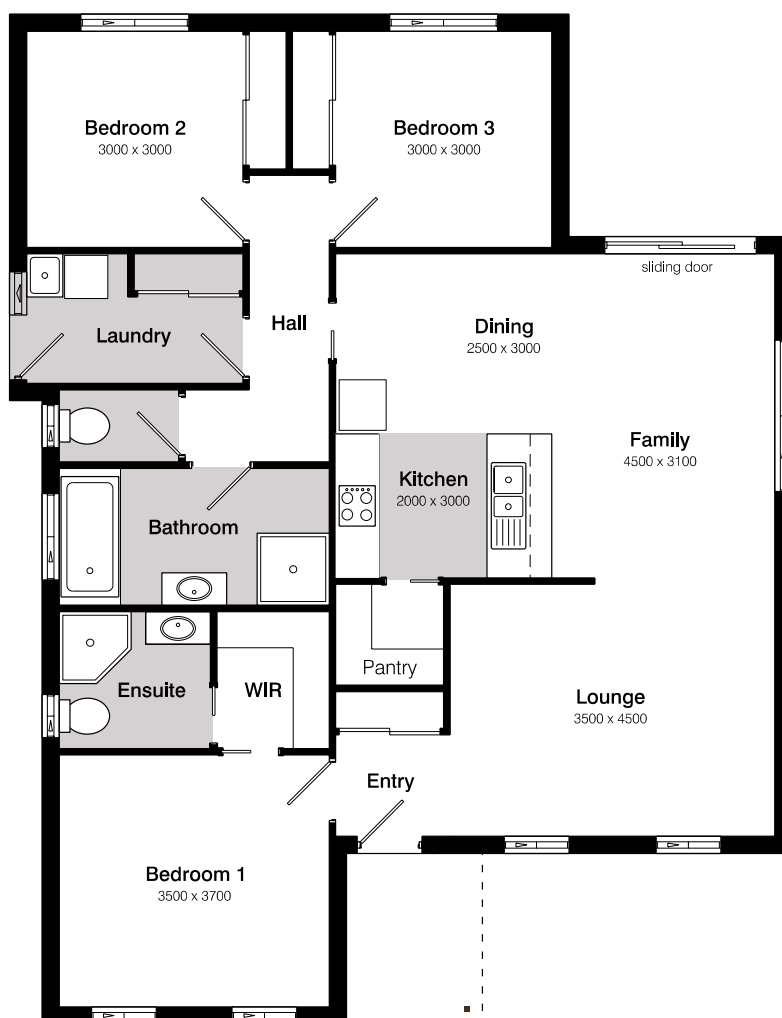 Bedroom 2
3000 x 3000
Bedroom 3
3000 x 3000
sliding door
Laundry
Hall
Dining
2500 x 3000
Family
4500 x 3100
Kitchen
2000 x 3000
Bathroom
Ensuite
WIR
Pantry
Lounge
3500 x 4500
Entry
Bedroom 1
3500 x 3700